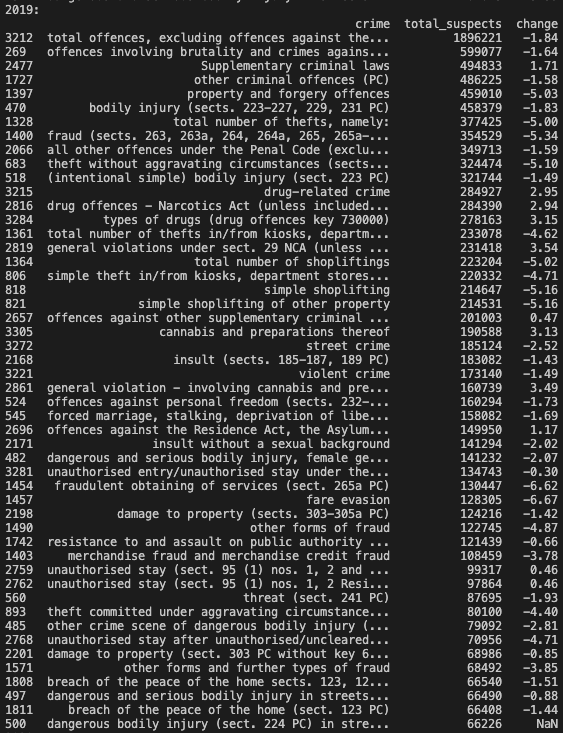 2019:
crime total_suspects change
3212 total offences, excluding offences against the... 1896221 -1.84
269 offences involving brutality and crimes agains... 599077 -1.64
2477 Supplementary criminal laws 494833 1.71
1727 other criminal offences (PC) 486225 -1.58
1397 property and forgery offences 459010 -5.03
470 bodily injury (sects. 223-227, 229, 231 PC) 458379 -1.83
1328 total number of thefts, namely: 377425 -5.00
1400 fraud (sects. 263, 263a, 264, 264a, 265, 265a-... 354529 -5.34
2066 all other offences under the Penal Code (exclu... 349713 -1.59
683 theft without aggravating circumstances (sects... 324474 -5.10
518 (intentional simple) bodily injury (sect. 223 PC) 321744 -1.49
3215 drug-related crime 284927 2.95
2816 drug offences - Narcotics Act (unless included... 284390 2.94
3284 types of drugs (drug offences key 730000) 278163 3.15
1361 total number of thefts in/from kiosks, departm... 233078 -4.62
2819 general violations under sect. 29 NCA (unless ... 231418 3.54
1364 total number of shopliftings 223204 -5.02
806 simple theft in/from kiosks, department stores... 220332 -4.71
818 simple shoplifting 214647 -5.16
821 simple shoplifting of other property 214531 -5.16
2657 offences against other supplementary criminal ... 201003 0.47
3305 cannabis and preparations thereof 190588 3.13
3272 street crime 185124 -2.52
2168 insult (sects. 185-187, 189 PC) 183082 -1.43
3221 violent crime 173140 -1.49
2861 general violation - involving cannabis and pre... 160739 3.49
524 offences against personal freedom (sects. 232-... 160294 -1.73
545 forced marriage, stalking, deprivation of libe... 158082 -1.69
2696 offences against the Residence Act, the Asylum... 149950 1.17
2171 insult without a sexual background 141294 -2.02
482 dangerous and serious bodily injury, female ge... 141232 -2.07
3281 unauthorised entry/unauthorised stay under the... 134743 -0.30
1454 fraudulent obtaining of services (sect. 265a PC) 130447 -6.62
1457 fare evasion 128305 -6.67
2198 damage to property (sects. 303-305a PC) 124216 -1.42
1490 other forms of fraud 122745 -4.87
1742 resistance to and assault on public authority ... 121439 -0.66
1403 merchandise fraud and merchandise credit fraud 108459 -3.78
2759 unauthorised stay (sect. 95 (1) nos. 1, 2 and ... 99317 0.46
2762 unauthorised stay (sect. 95 (1) nos. 1, 2 Resi... 97864 0.46
560 threat (sect. 241 PC) 87695 -1.93
893 theft committed under aggravating circumstance... 80100 -4.40
485 other crime scene of dangerous bodily injury (... 79092 -2.81
2768 unauthorised stay after unauthorised/uncleared... 70956 -4.71
2201 damage to property (sect. 303 PC without key 6... 68986 -0.85
1571 other forms and further types of fraud 68492 -3.85
1808 breach of the peace of the home sects. 123, 12... 66540 -1.51
497 dangerous and serious bodily injury in streets... 66490 -0.88
1811 breach of the peace of the home (sect. 123 PC) 66408 -1.44
500 dangerous bodily injury (sect. 224 PC) in stre... 66226 NaN